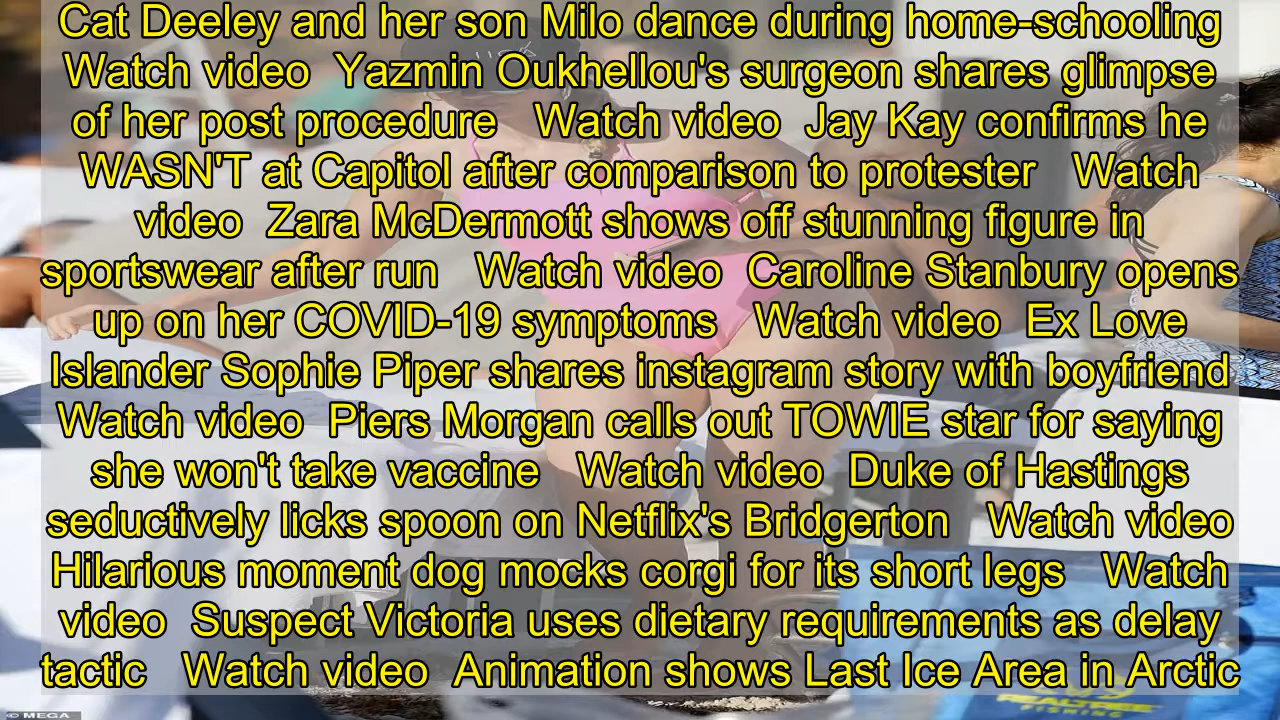 Cat Deeley and her son Milo dance during home-schooling
Watch video Yazmin Oukhellou's surgeon shares glimpse
of her post procedure Watch video Jay Kay confirms he
WASN'T at Capitol after comparison to protester Watch
video Zara McDermott shows off stunning figure in
sportswear after run Watch video Caroline Stanbury opens
up on her COVID-19 symptoms Watch video Ex Love
Islander Sophie Piper shares instagram story with boyfriend
Watch video Piers Morgan calls out TOWIE star for saying
she won't take vaccine Watch video Duke of Hastings
seductively licks spoon on Netflix's Bridgerton Watch video
Hilarious moment dog mocks corgi for its short legs Watch
video Suspect Victoria uses dietary requirements as delay
tactic Watch video Animation shows Last Ice Area in Arctic
REALTREE
FISHING
© MEGA